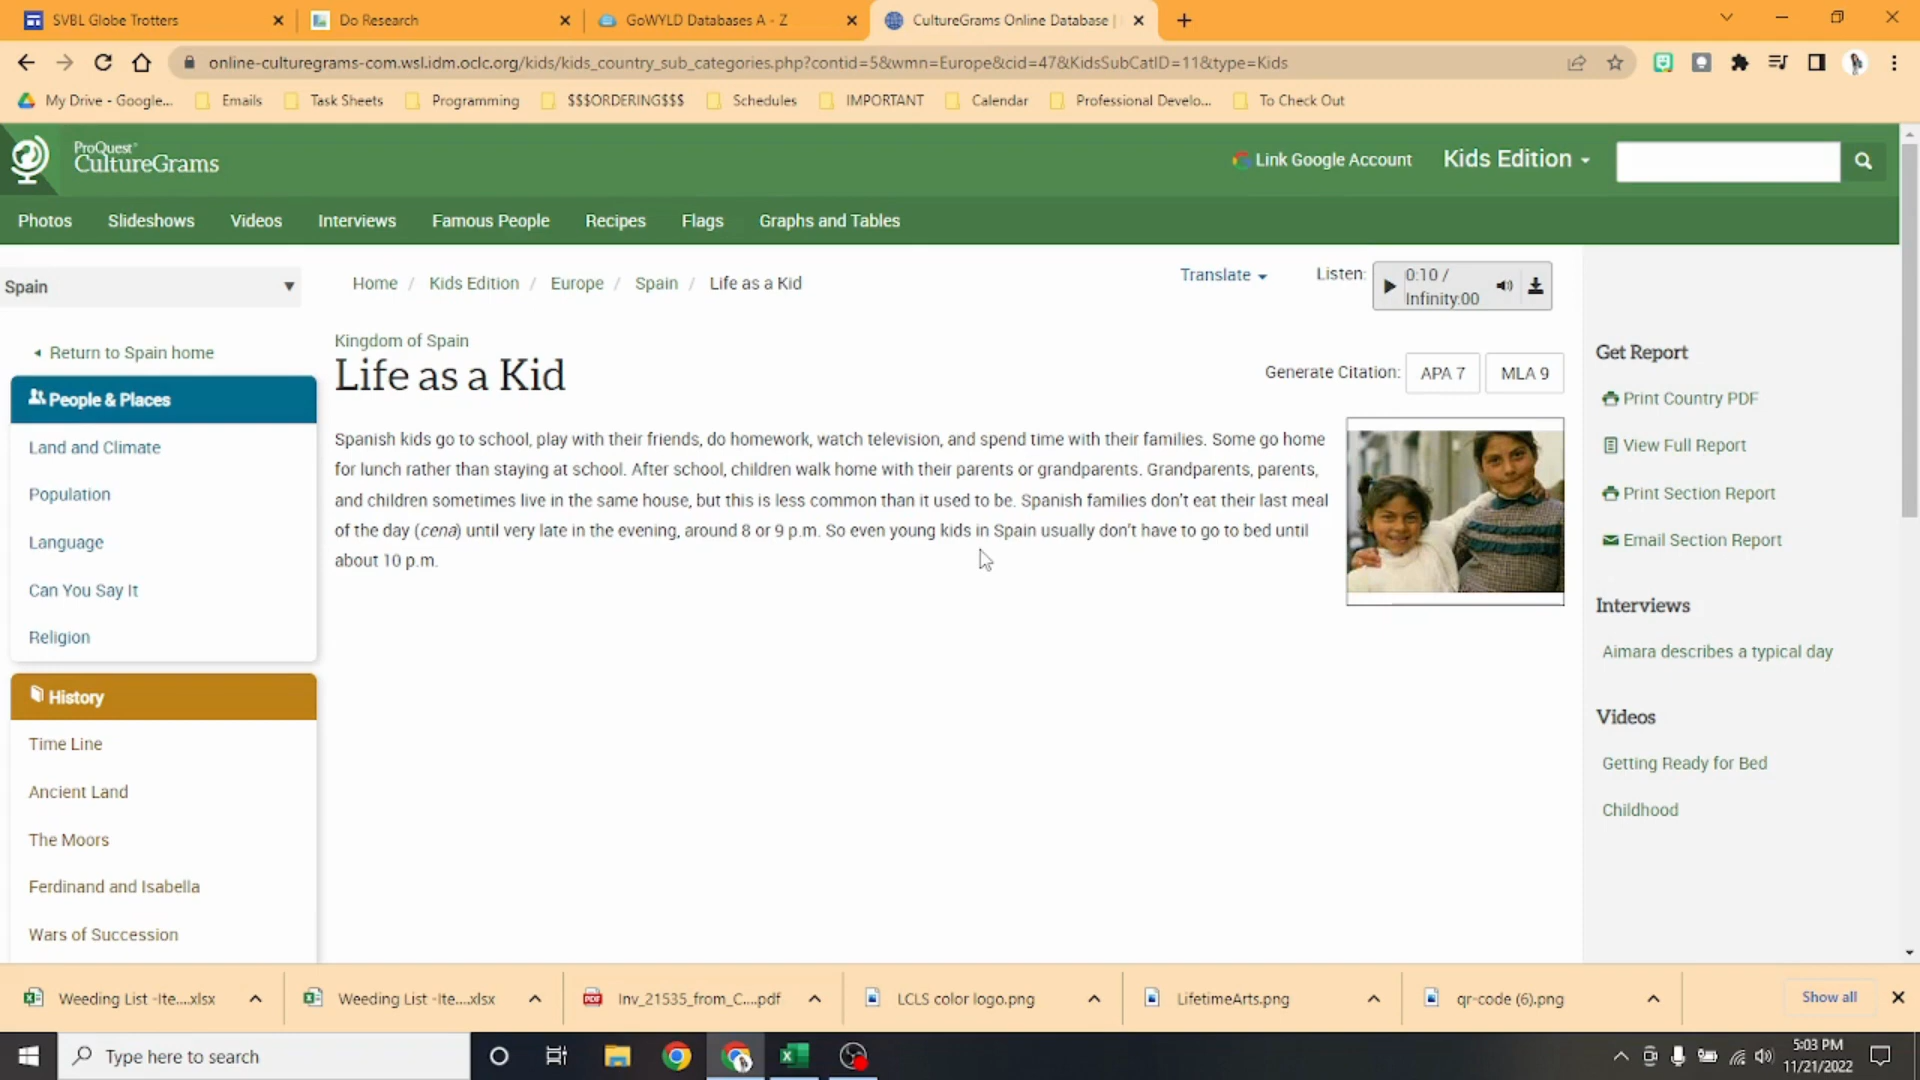 SVBL Globe Trotters
Do Research
GoWYLD Databases A - Z
CultureGrams Online Database |
online-culturegrams-com.wsl.idm.oclc.org/kids/kids_country_sub_categories.php?contid=5&wmn=Europe&cid=47&KidsSubCatID=11&type=Kids
My Drive - Google...
Emails
Task Sheets
Programming
$$$ORDERING$$$
Schedules
IMPORTANT
Calendar
Professional Develo...
To Check Out
ProQuest
CultureGrams
Link Google Account
Kids Edition
Photos
Slideshows
Videos
Interviews
Famous People
Recipes
Flags
Graphs and Tables
Spain
Home / Kids Edition / Europe / Spain / Life as a Kid
Translate
Listen:
0:10 /
Infinity:00
Return to Spain home
People & Places
Land and Climate
Population
Language
Can You Say It
Religion
History
Time Line
Ancient Land
The Moors
Ferdinand and Isabella
Wars of Succession
Kingdom of Spain
Life as a Kid
Generate Citation:
APA 7
MLA 9
Spanish kids go to school, play with their friends, do homework, watch television, and spend time with their families. Some go home
for lunch rather than staying at school. After school, children walk home with their parents or grandparents. Grandparents, parents,
and children sometimes live in the same house, but this is less common than it used to be. Spanish families don't eat their last meal
of the day (cena) until very late in the evening, around 8 or 9 p.m. So even young kids in Spain usually don't have to go to bed until
about 10 p.m.
Get Report
Print Country PDF
View Full Report
Print Section Report
Email Section Report
Interviews
Aimara describes a typical day
Videos
Getting Ready for Bed
Childhood
Weeding List -Ite....xlsx
Weeding List -Ite....xlsx
Inv_21535_from_C....pdf
LCLS color logo.png
LifetimeArts.png
qr-code (6).png
Show all
Type here to search
5:03 PM
11/21/2022